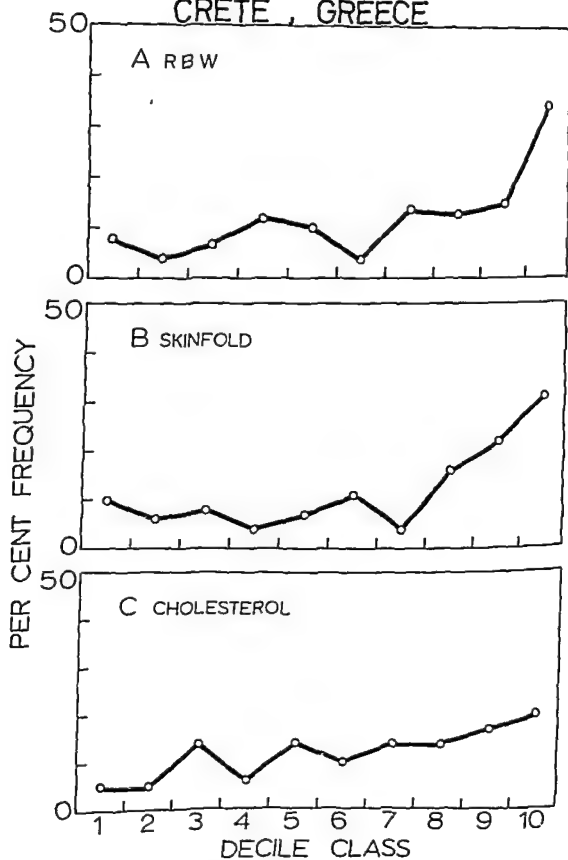 CRETE , GREECE
50
A RBW
0
50
B SKINFOLD
0
PER CENT FREQUENCY
50
C CHOLESTEROL
0
1 2 3 4 5 6 7 8 9 10
DECILE CLASS